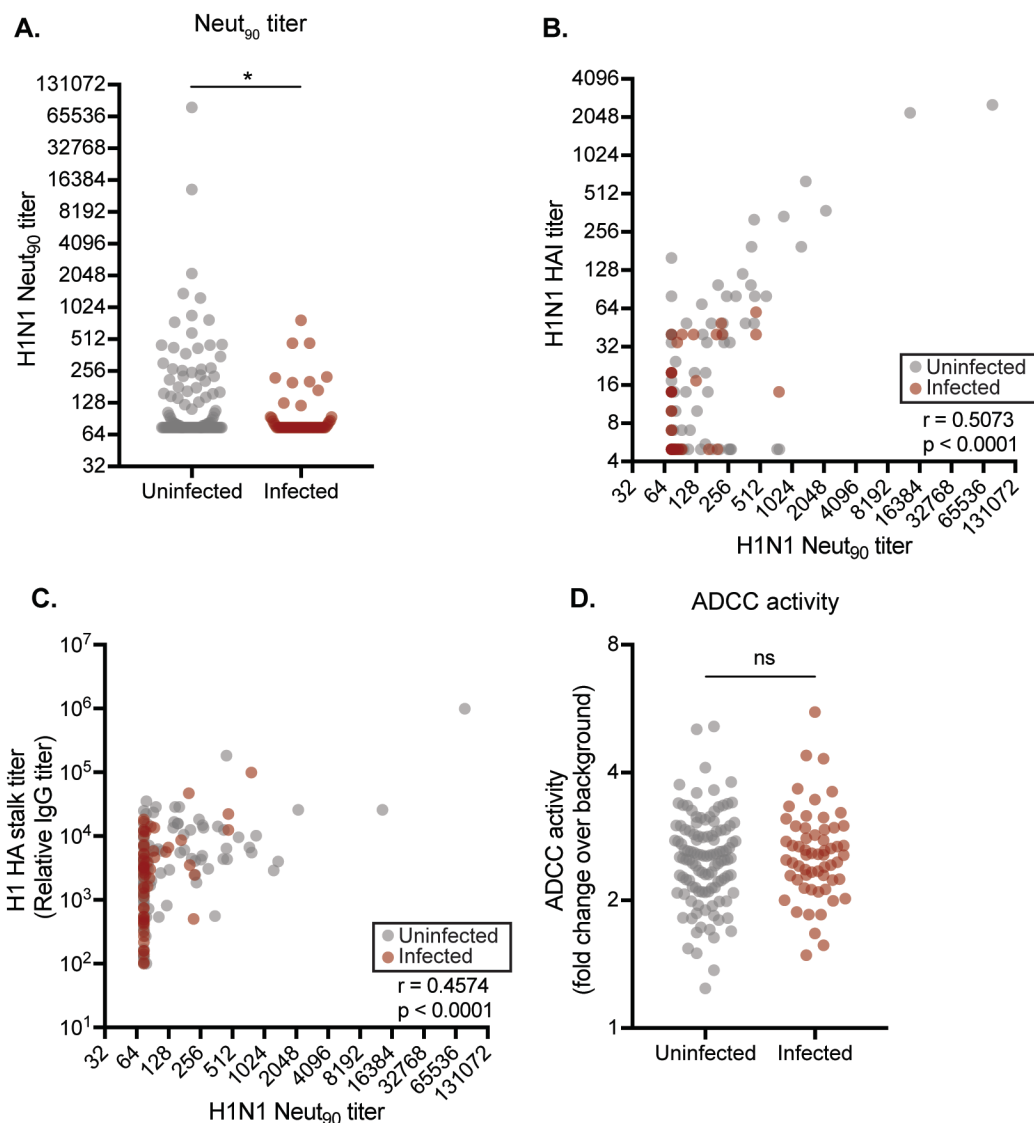 A.
Neut90 titer
*
H1N1 Neut90 titer
131072
65536
32768
16384
8192
4096
2048
1024
512
256
128
64
32
Uninfected Infected
B.
H1N1 HAI titer
4096
2048
1024
512
256
128
64
32
16
8
4
Uninfected
Infected
r = 0.5073
p < 0.0001
32 64 128 256 512 1024 2048 4096 8192 16384 32768 65536 131072
H1N1 Neut90 titer
C.
H1 HA stalk titer
(Relative IgG titer)
10^7
10^6
10^5
10^4
10^3
10^2
10^1
Uninfected
Infected
r = 0.4574
p < 0.0001
32 64 128 256 512 1024 2048 4096 8192 16384 32768 65536 131072
H1N1 Neut90 titer
D.
ADCC activity
ns
ADCC activity
(fold change over background)
8
4
2
1
Uninfected Infected